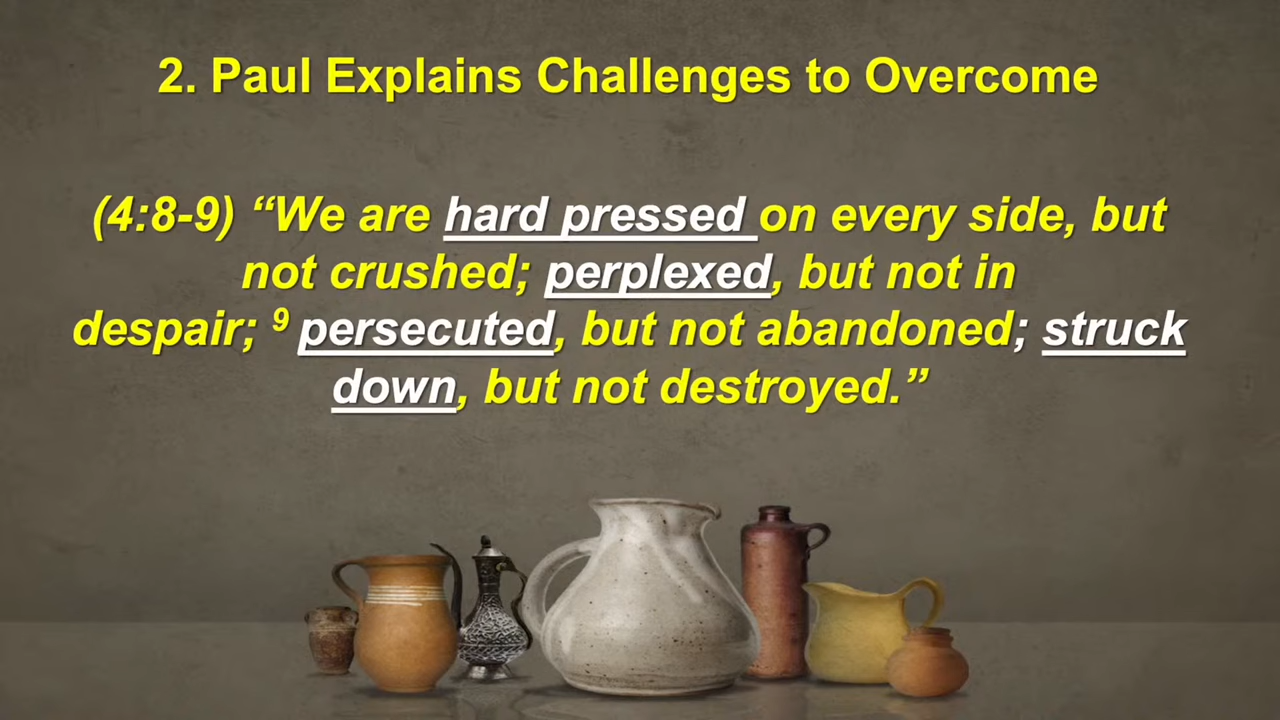 2. Paul Explains Challenges to Overcome
(4:8-9) “We are hard pressed on every side, but
not crushed; perplexed, but not in
despair; ⁹ persecuted, but not abandoned; struck
down, but not destroyed.”